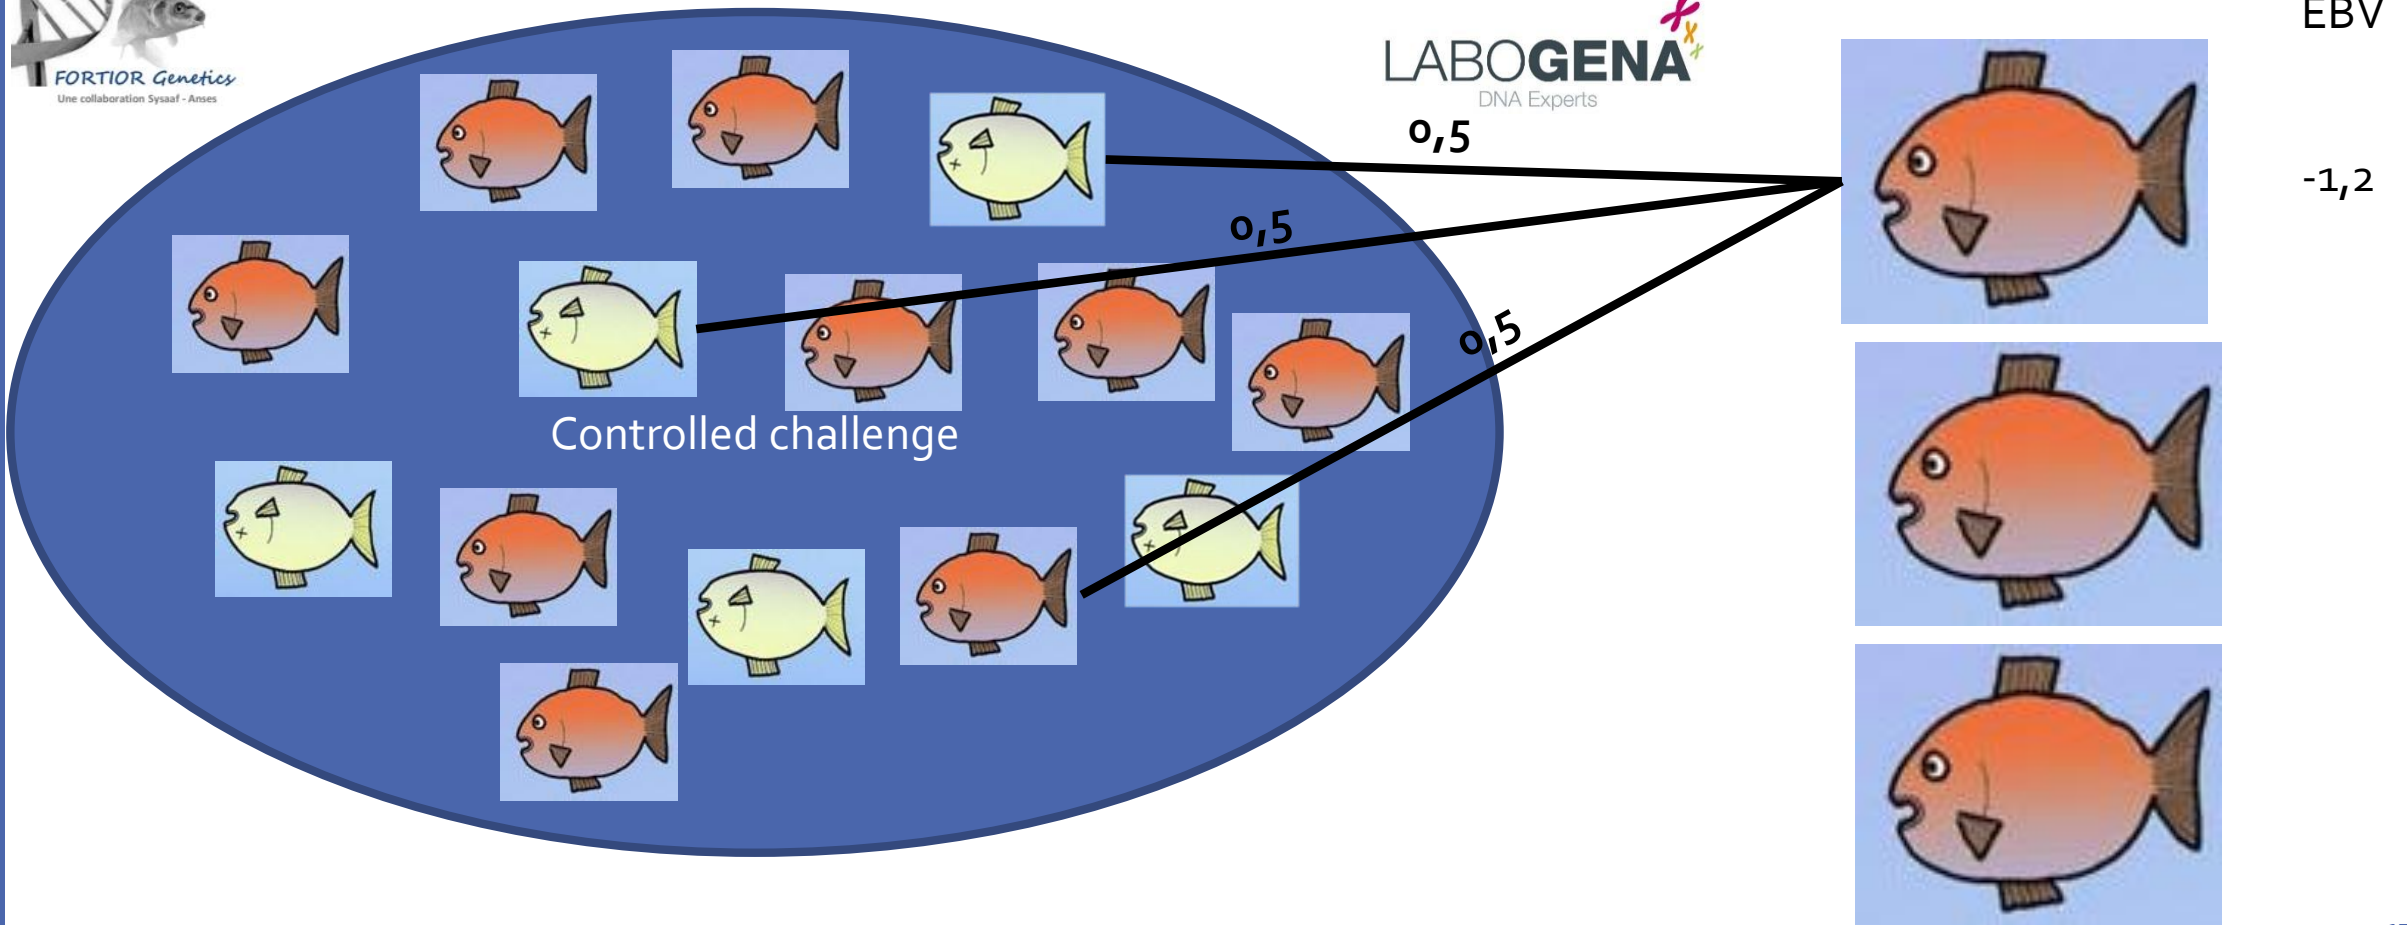 FORTIOR Genetics
Une collaboration Sysaaf - Anses
LABOGENA
DNA Experts
EBV
0,5
-1,2
0,5
0,5
Controlled challenge